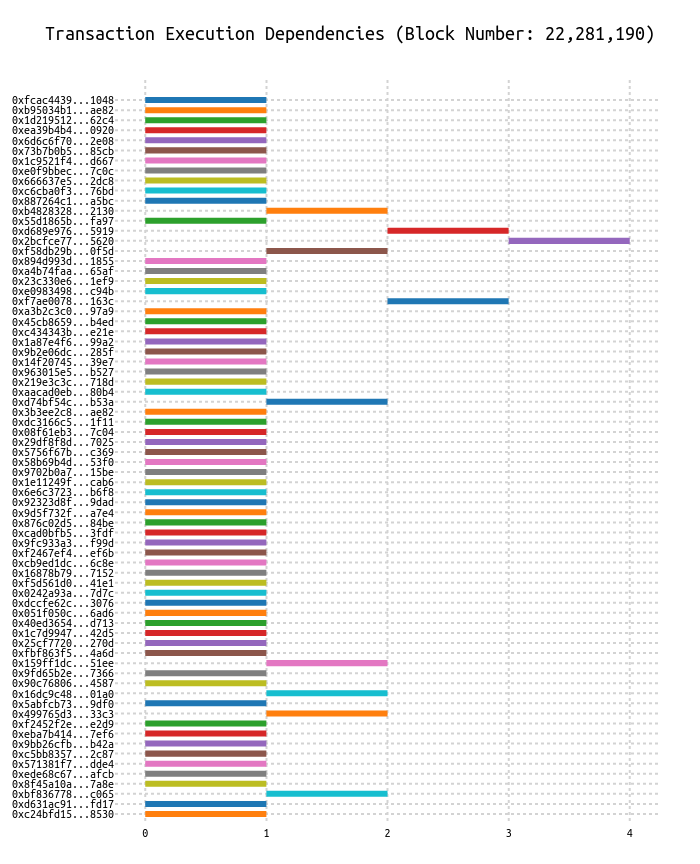 Transaction Execution Dependencies (Block Number: 22,281,190)
0xfcac4439...1048
0xb95034b1...ae82
0x1d219512...62c4
0xea39b4b4...0920
0x6d6c6f70...2e08
0x73b7b0b5...85cb
0x1c9521f4...d667
0xe0f9bbec...7c0c
0x666637e5...2dc8
0xc6cba0f3...76bd
0x887264c1...a5bc
0xb4828328...2130
0x55d1865b...fa97
0xd689e976...5919
0x2bcfce77...5620
0xf58db29b...0f5d
0x894d993d...1855
0xa4b74faa...65af
0x23c330e6...1ef9
0xe0983498...c94b
0xf7ae0078...163c
0xa3b2c3c0...97a9
0x45cb8659...b4ed
0xc434343b...e21e
0x1a87e4f6...99a2
0x9b2e06dc...285f
0x14f20745...39e7
0x963015e5...b527
0x219e3c3c...718d
0xaacad0eb...80b4
0xd74bf54c...b53a
0x3b3ee2c8...ae82
0xdc3166c5...1f11
0x08f61eb3...7c04
0x29df8f8d...7025
0x5756f67b...c369
0x58b69b4d...53f0
0x9702b0a7...15be
0x1e11249f...cab6
0x6e6c3723...b6f8
0x92323d8f...9dad
0x9d5f732f...a7e4
0x876c02d5...84be
0xcad0bfb5...3fdf
0x9fc933a3...f99d
0xf2467ef4...ef6b
0xcb9ed1dc...6c8e
0x16878b79...7152
0xf5d561d0...41e1
0x0242a93a...7d7c
0xdccfe62c...3076
0x051f050c...6ad6
0x40ed3654...d713
0x1c7d9947...42d5
0x25cf7720...270d
0xfbf863f5...4a6d
0x159ff1dc...51ee
0x9fd65b2e...7366
0x90c76806...4587
0x16dc9c48...01a0
0x5abfcb73...9df0
0x499765d3...33c3
0xf2452f2e...e2d9
0xeba7b414...7ef6
0x9bb26cfb...b42a
0xc5bb8357...2c87
0x571381f7...dde4
0xede68c67...afcb
0x8f45a10a...7a8e
0xbf836778...c065
0xd631ac91...fd17
0xc24bfd15...8530
0 1 2 3 4